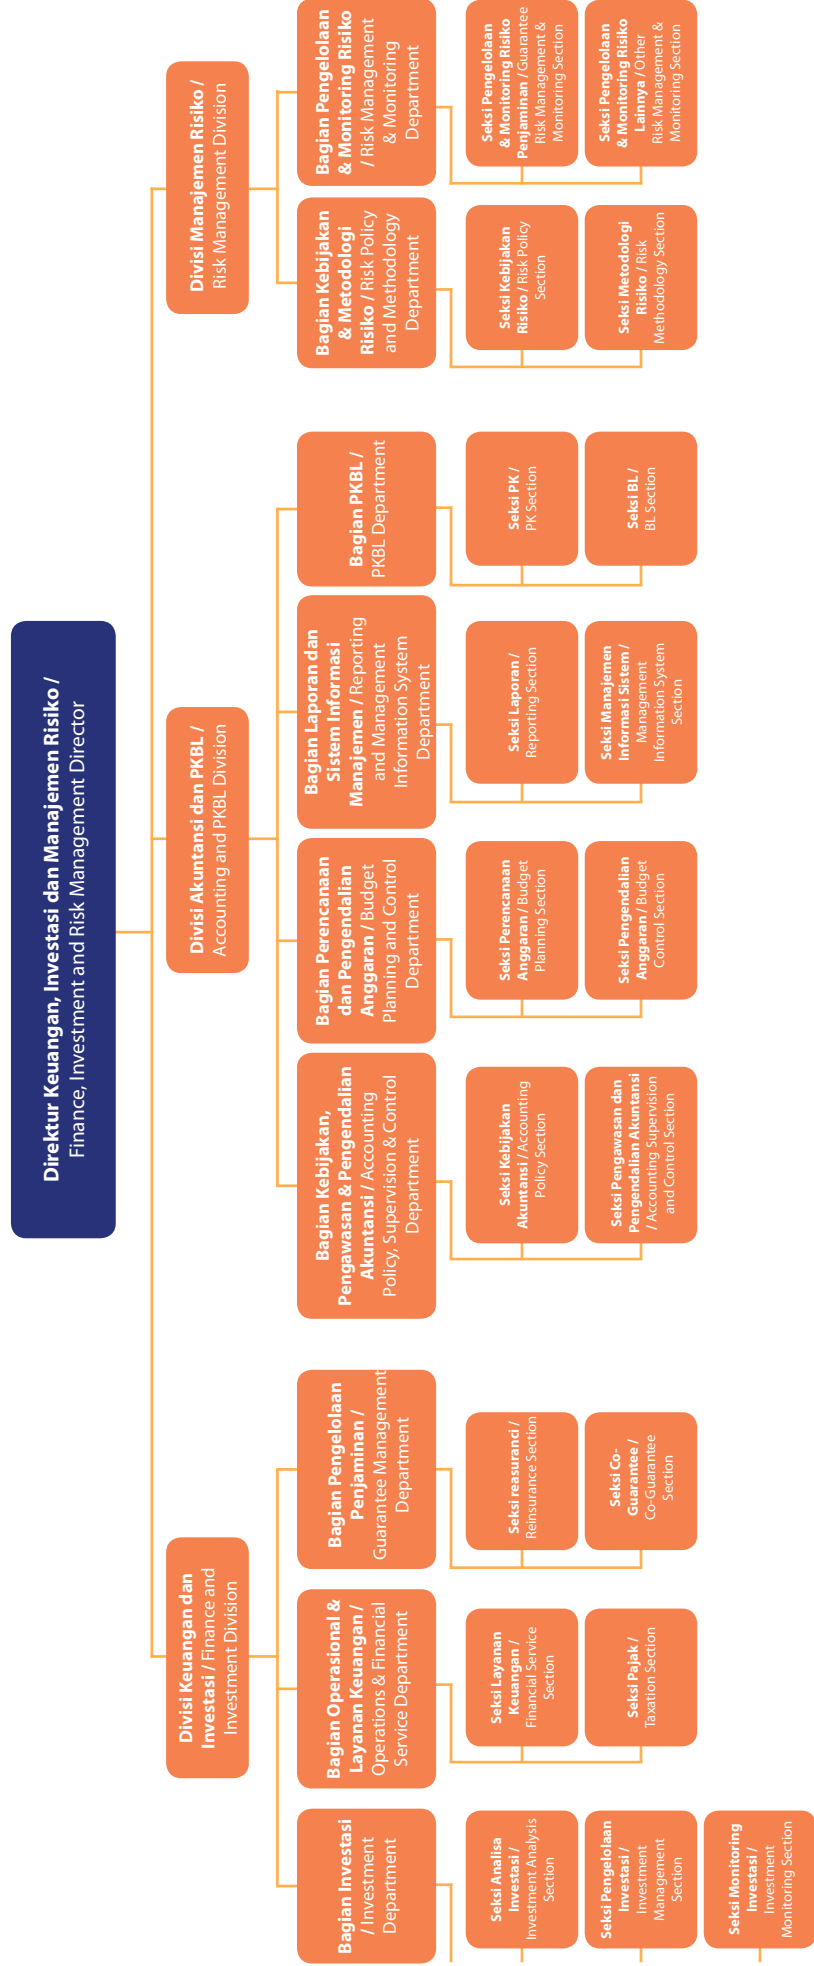 Direktur Keuangan, Investasi dan Manajemen Risiko /
Finance, Investment and Risk Management Director
Divisi Keuangan dan
Investasi / Finance and
Investment Division
Divisi Akuntansi dan PKBL /
Accounting and PKBL Division
Divisi Manajemen Risiko /
Risk Management Division
Bagian Investasi
/ Investment
Department
Bagian Operasional &
Layanan Keuangan /
Operations & Financial
Service Department
Bagian Pengelolaan
Penjaminan /
Guarantee Management
Department
Bagian Kebijakan,
Pengawasan & Pengendalian
Akuntansi / Accounting
Policy, Supervision & Control
Department
Bagian Perencanaan
dan Pengendalian
Anggaran / Budget
Planning and Control
Department
Bagian Laporan dan
Sistem Informasi
Manajemen / Reporting
and Management
Information System
Department
Bagian PKBL /
PKBL Department
Bagian Kebijakan
& Metodologi
Risiko / Risk Policy
and Methodology
Department
Bagian Pengelolaan
& Monitoring Risiko
/ Risk Management
& Monitoring
Department
Seksi Analisa
Investasi /
Investment Analysis
Section
Seksi Layanan
Keuangan /
Financial Service
Section
Seksi reasuranci /
Reinsurance Section
Seksi Kebijakan
Akuntansi / Accounting
Policy Section
Seksi Perencanaan
Anggaran / Budget
Planning Section
Seksi Laporan /
Reporting Section
Seksi PK /
PK Section
Seksi Kebijakan
Risiko / Risk Policy
Section
Seksi Pengelolaan
& Monitoring Risiko
Penjaminan / Guarantee
Risk Management &
Monitoring Section
Seksi Pengelolaan
Investasi /
Investment
Management
Section
Seksi Pajak /
Taxation Section
Seksi Co-
Guarantee /
Co-Guarantee
Section
Seksi Pengawasan dan
Pengendalian Akuntansi
/ Accounting Supervision
and Control Section
Seksi Pengendalian
Anggaran / Budget
Control Section
Seksi Manajemen
Informasi Sistem /
Management
Information System
Section
Seksi BL /
BL Section
Seksi Metodologi
Risiko / Risk
Methodology Section
Seksi Pengelolaan
& Monitoring Risiko
Lainnya / Other
Risk Management &
Monitoring Section
Seksi Monitoring
Investasi /
Investment
Monitoring Section